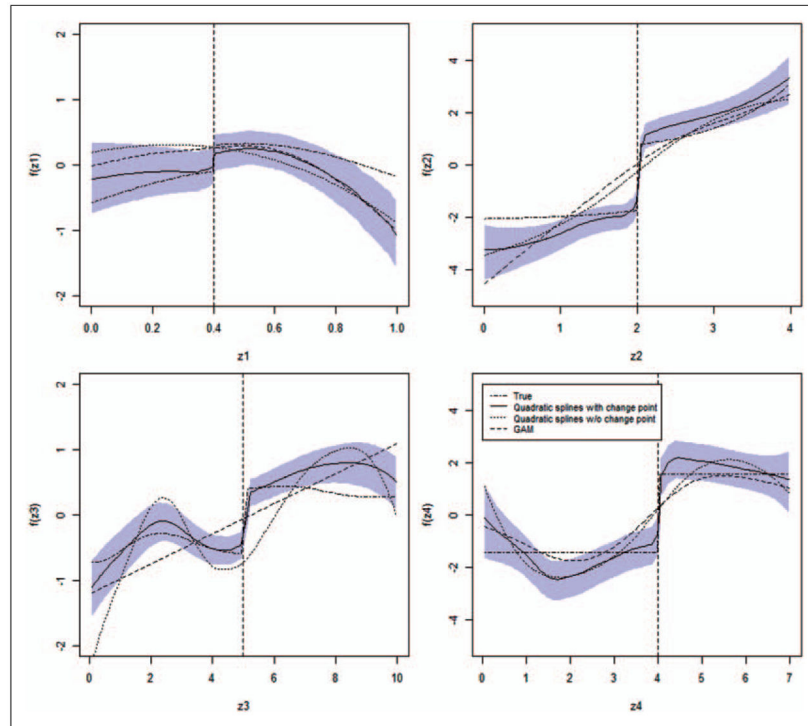 2
1
0
-1
-2
f(z1)
0.0 0.2 0.4 0.6 0.8 1.0
z1
4
2
0
-2
-4
f(z2)
0 1 2 3 4
z2
2
1
0
-1
-2
f(z3)
0 2 4 6 8 10
z3
4
2
0
-2
-4
f(z4)
True
Quadratic splines with change point
Quadratic splines w/o change point
GAM
0 1 2 3 4 5 6 7
z4